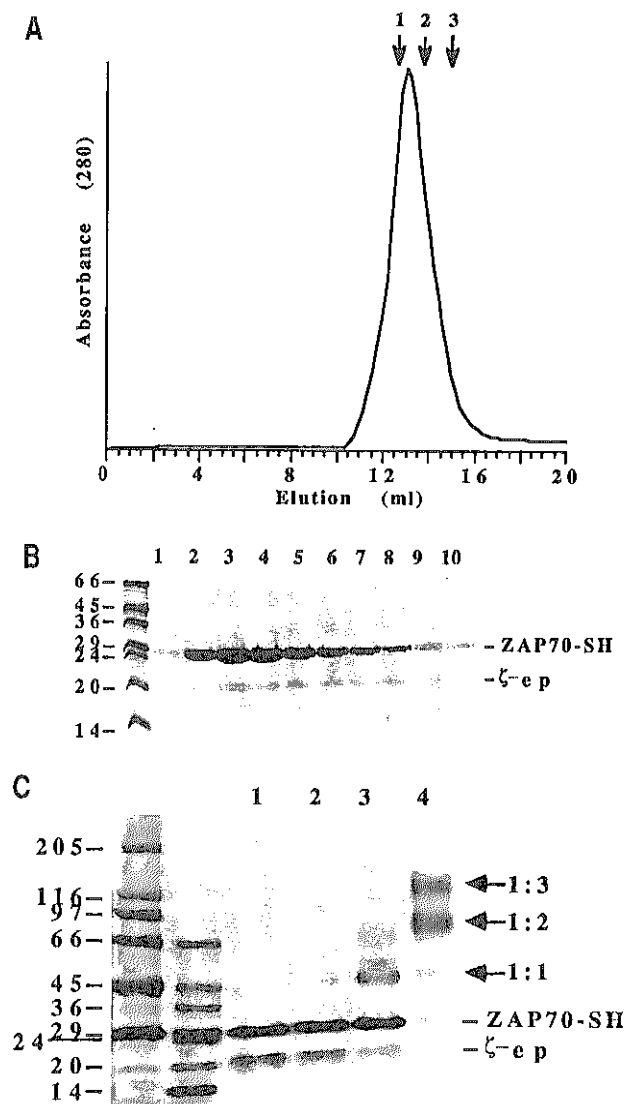 A
1 2 3
Absorbance (280)
0 4 8 12 16 20
Elution (ml)
B
1 2 3 4 5 6 7 8 9 10
66-
45-
36-
29-
24-
20-
14-
-ZAP70-SH
-ζ-ep
C
1 2 3 4
205-
116-
97-
66-
45-
36-
29-
24-
20-
14-
1:3
1:2
1:1
- ZAP70-SH
- ζ-ep